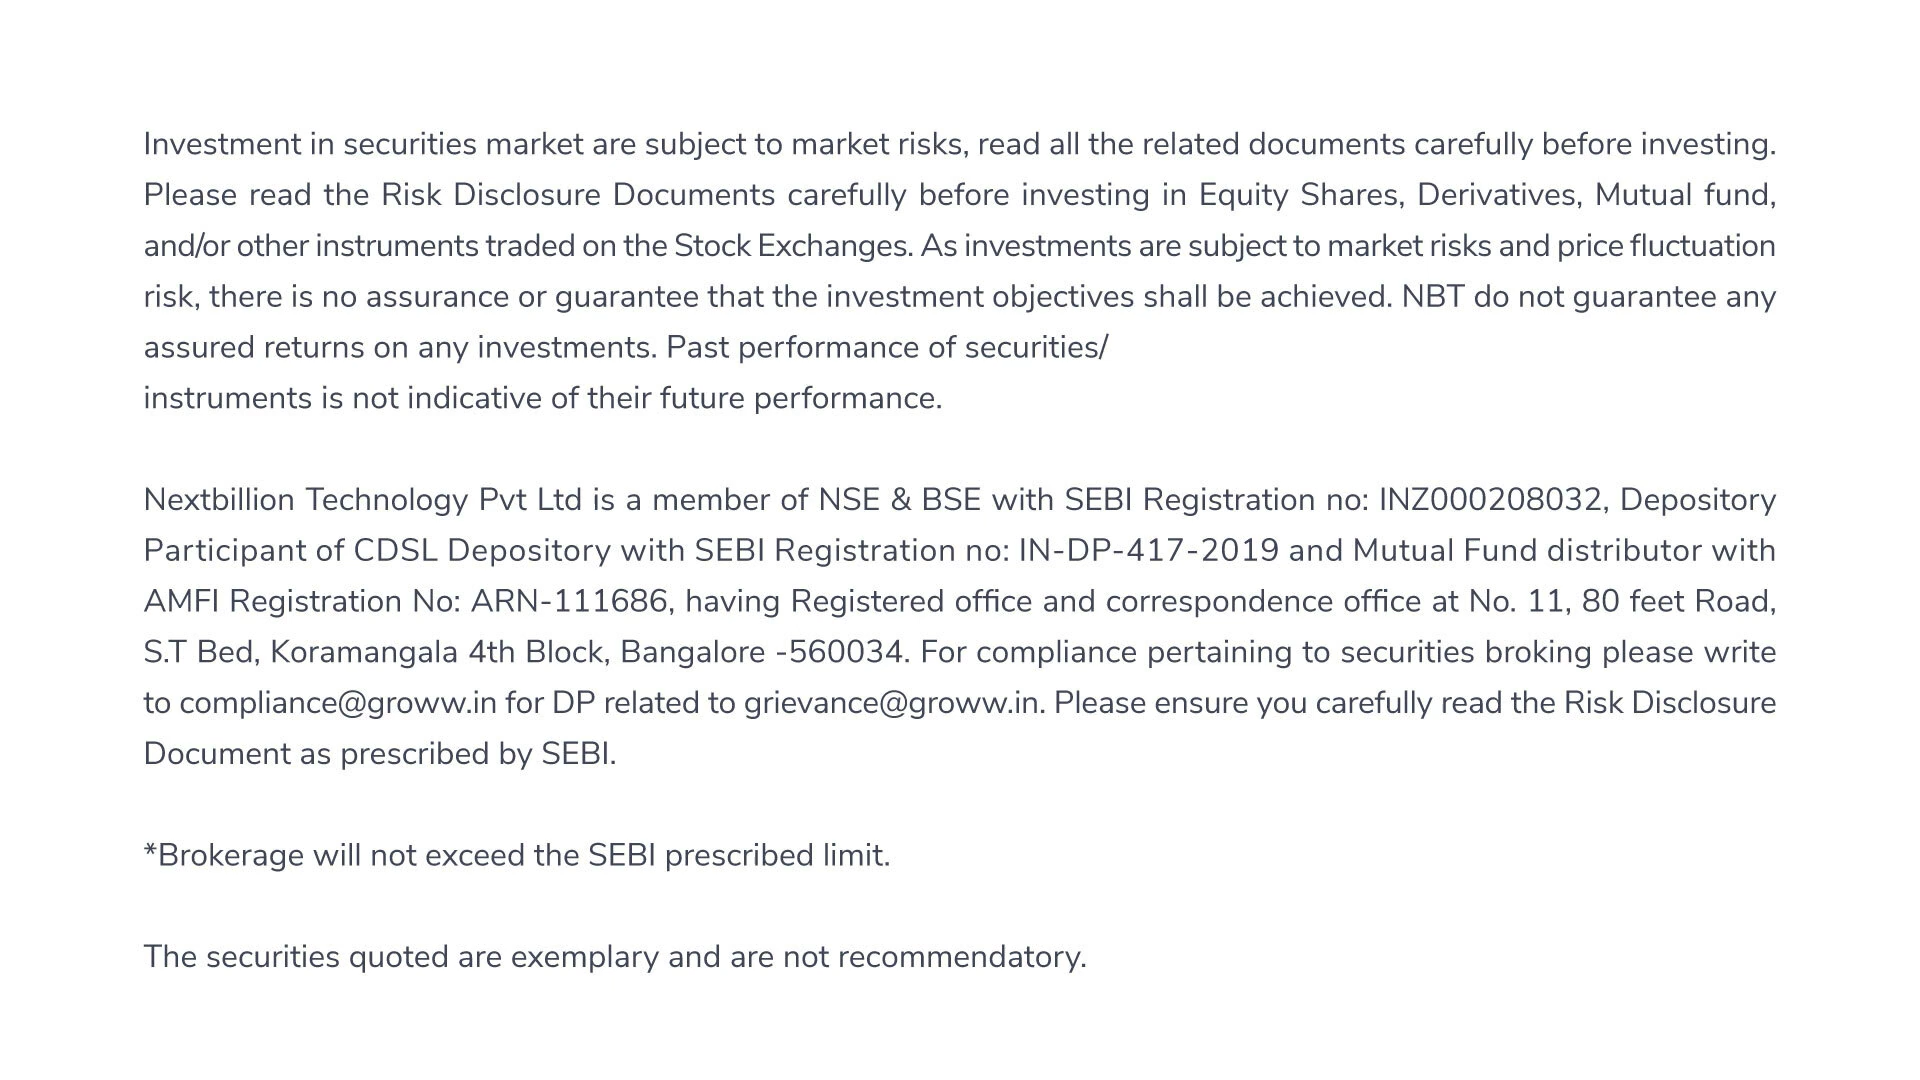 Investment in securities market are subject to market risks, read all the related documents carefully before investing.
Please read the Risk Disclosure Documents carefully before investing in Equity Shares, Derivatives, Mutual fund,
and/or other instruments traded on the Stock Exchanges. As investments are subject to market risks and price fluctuation
risk, there is no assurance or guarantee that the investment objectives shall be achieved. NBT do not guarantee any
assured returns on any investments. Past performance of securities/
instruments is not indicative of their future performance.
Nextbillion Technology Pvt Ltd is a member of NSE & BSE with SEBI Registration no: INZ000208032, Depository
Participant of CDSL Depository with SEBI Registration no: IN-DP-417-2019 and Mutual Fund distributor with
AMFI Registration No: ARN-111686, having Registered office and correspondence office at No. 11, 80 feet Road,
S.T Bed, Koramangala 4th Block, Bangalore -560034. For compliance pertaining to securities broking please write
to compliance@groww.in for DP related to grievance@groww.in. Please ensure you carefully read the Risk Disclosure
Document as prescribed by SEBI.
*Brokerage will not exceed the SEBI prescribed limit.
The securities quoted are exemplary and are not recommendatory.